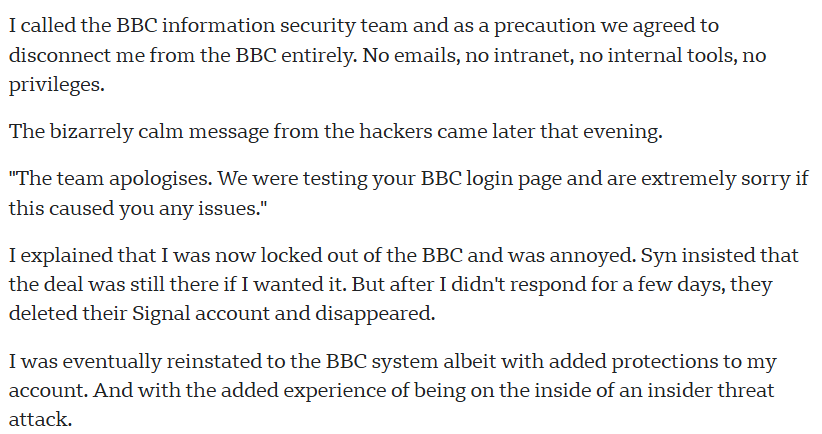 I called the BBC information security team and as a precaution we agreed to
disconnect me from the BBC entirely. No emails, no intranet, no internal tools, no
privileges.
The bizarrely calm message from the hackers came later that evening.
"The team apologises. We were testing your BBC login page and are extremely sorry if
this caused you any issues."
I explained that I was now locked out of the BBC and was annoyed. Syn insisted that
the deal was still there if I wanted it. But after I didn't respond for a few days, they
deleted their Signal account and disappeared.
I was eventually reinstated to the BBC system albeit with added protections to my
account. And with the added experience of being on the inside of an insider threat
attack.